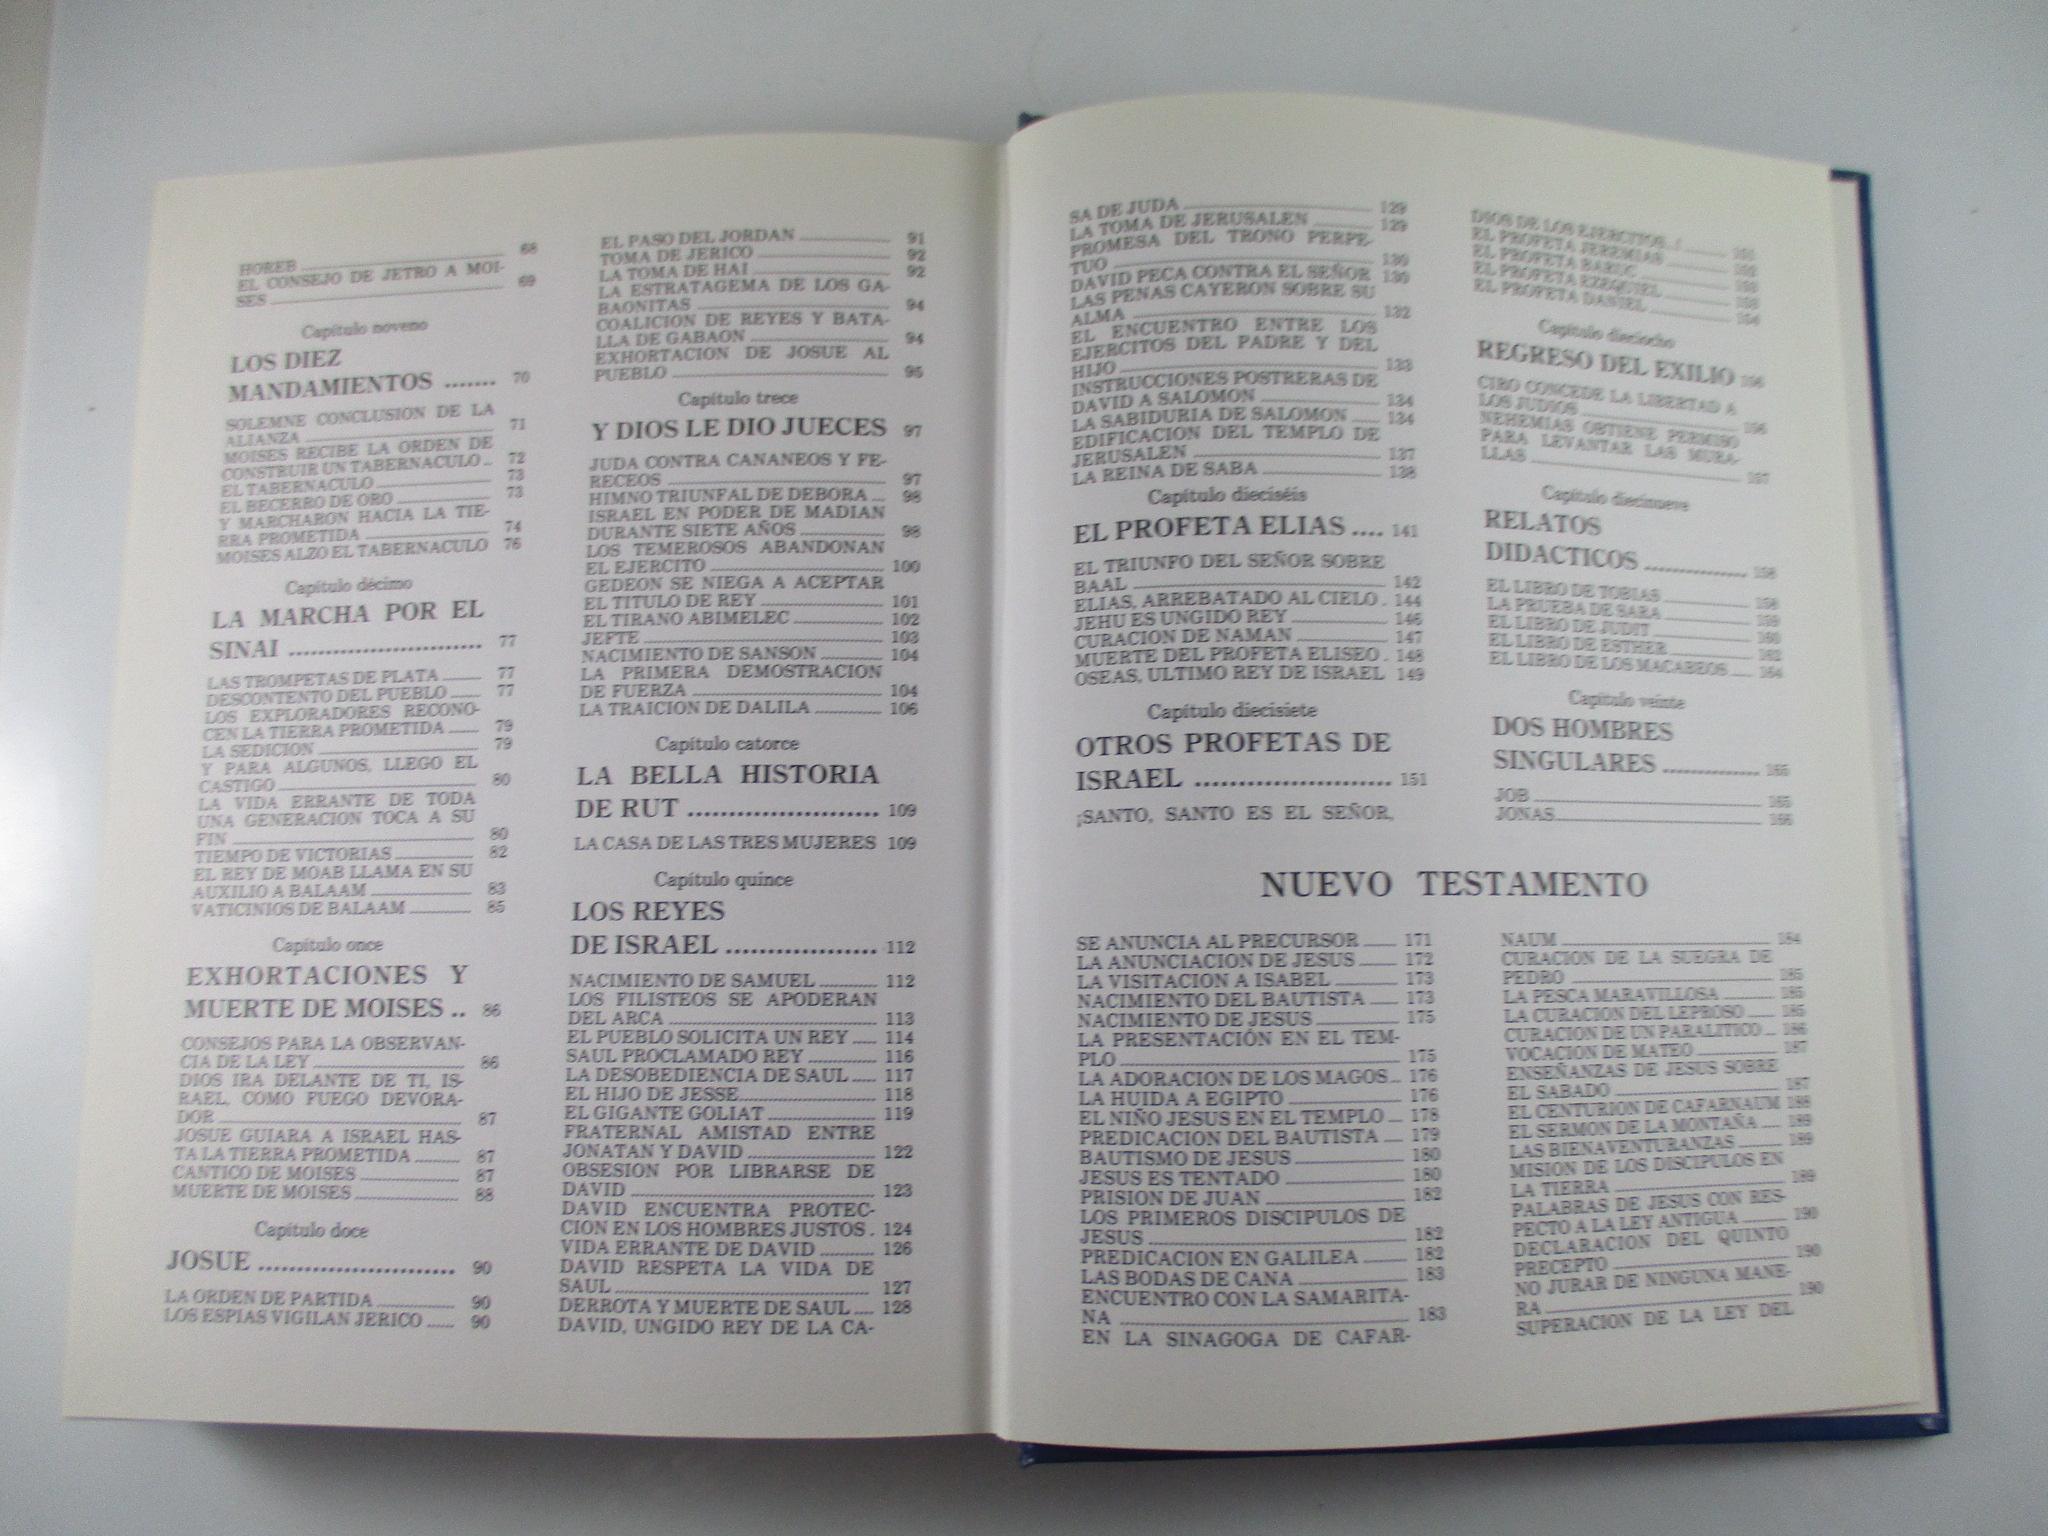 HOREB 68
EL CONSEJO DE JETRO A MOI-
SES 69
Capítulo noveno
LOS DIEZ
MANDAMIENTOS ....... 70
SOLEMNE CONCLUSION DE LA
ALIANZA 71
MOISES RECIBE LA ORDEN DE
CONSTRUIR UN TABERNACULO 72
EL TABERNACULO 73
EL BECERRO DE ORO 73
Y MARCHARON HACIA LA TIE-
RRA PROMETIDA 74
MOISES ALZO EL TABERNACULO 76
Capítulo décimo
LA MARCHA POR EL
SINAI .......................... 77
LAS TROMPETAS DE PLATA 77
DESCONTENTO DEL PUEBLO 77
LOS EXPLORADORES RECONO-
CEN LA TIERRA PROMETIDA 79
LA SEDICION 79
Y PARA ALGUNOS, LLEGO EL
CASTIGO 80
LA VIDA ERRANTE DE TODA
UNA GENERACION TOCA A SU
FIN 80
TIEMPO DE VICTORIAS 82
EL REY DE MOAB LLAMA EN SU
AUXILIO A BALAAM 83
VATICINIOS DE BALAAM 85
Capítulo once
EXHORTACIONES Y
MUERTE DE MOISES .. 86
CONSEJOS PARA LA OBSERVAN-
CIA DE LA LEY 86
DIOS IRA DELANTE DE TI, IS-
RAEL, COMO FUEGO DEVORA-
DOR 87
JOSUE GUIARA A ISRAEL HAS-
TA LA TIERRA PROMETIDA 87
CANTICO DE MOISES 87
MUERTE DE MOISES 88
Capítulo doce
JOSUE .......................... 90
LA ORDEN DE PARTIDA 90
LOS ESPIAS VIGILAN JERICO 90
EL PASO DEL JORDAN 91
TOMA DE JERICO 92
LA TOMA DE HAI 92
LA ESTRATAGEMA DE LOS GA-
BAONITAS 94
COALICION DE REYES Y BATA-
LLA DE GABAON 94
EXHORTACION DE JOSUE AL
PUEBLO 95
Capítulo trece
Y DIOS LE DIO JUECES 97
JUDA CONTRA CANANEOS Y FE-
RECEOS 97
HIMNO TRIUNFAL DE DEBORA 98
ISRAEL EN PODER DE MADIAN
DURANTE SIETE AÑOS 98
LOS TEMEROSOS ABANDONAN
EL EJERCITO 100
GEDEON SE NIEGA A ACEPTAR
EL TITULO DE REY 101
EL TIRANO ABIMELEC 102
JEFTE 103
NACIMIENTO DE SANSON 104
LA PRIMERA DEMOSTRACION
DE FUERZA 104
LA TRAICION DE DALILA 106
Capítulo catorce
LA BELLA HISTORIA
DE RUT .......................... 109
LA CASA DE LAS TRES MUJERES 109
Capítulo quince
LOS REYES
DE ISRAEL .................... 112
NACIMIENTO DE SAMUEL 112
LOS FILISTEOS SE APODERAN
DEL ARCA 113
EL PUEBLO SOLICITA UN REY 114
SAUL PROCLAMADO REY 116
LA DESOBEDIENCIA DE SAUL 117
EL HIJO DE JESSE 118
EL GIGANTE GOLIAT 119
FRATERNAL AMISTAD ENTRE
JONATAN Y DAVID 122
OBSESION POR LIBRARSE DE
DAVID 123
DAVID ENCUENTRA PROTEC-
CION EN LOS HOMBRES JUSTOS . 124
VIDA ERRANTE DE DAVID 126
DAVID RESPETA LA VIDA DE
SAUL 127
DERROTA Y MUERTE DE SAUL 128
DAVID, UNGIDO REY DE LA CA-
SA DE JUDA 129
LA TOMA DE JERUSALEN 129
PROMESA DEL TRONO PERPE-
TUO 130
DAVID PECA CONTRA EL SEÑOR 130
LAS PENAS CAYERON SOBRE SU
ALMA 132
EL ENCUENTRO ENTRE LOS
EJERCITOS DEL PADRE Y DEL
HIJO 133
INSTRUCCIONES POSTRERAS DE
DAVID A SALOMON 134
LA SABIDURIA DE SALOMON 134
EDIFICACION DEL TEMPLO DE
JERUSALEN 137
LA REINA DE SABA 138
Capítulo dieciséis
EL PROFETA ELIAS .... 141
EL TRIUNFO DEL SEÑOR SOBRE
BAAL 142
ELIAS, ARREBATADO AL CIELO . 144
JEHU ES UNGIDO REY 146
CURACION DE NAMAN 147
MUERTE DEL PROFETA ELISEO . 148
OSEAS, ULTIMO REY DE ISRAEL 149
Capítulo diecisiete
OTROS PROFETAS DE
ISRAEL .......................... 151
¡SANTO, SANTO ES EL SEÑOR,
DIOS DE LOS EJERCITOS..! 151
EL PROFETA JEREMIAS
EL PROFETA BARUC
EL PROFETA EZEQUIEL
EL PROFETA DANIEL 154
Capítulo dieciocho
REGRESO DEL EXILIO 156
CIRO CONCEDE LA LIBERTAD A
LOS JUDIOS 156
NEHEMIAS OBTIENE PERMISO
PARA LEVANTAR LAS MURA-
LLAS 157
Capítulo diecinueve
RELATOS
DIDACTICOS .............. 158
EL LIBRO DE TOBIAS 158
LA PRUEBA DE SARA 159
EL LIBRO DE JUDIT 160
EL LIBRO DE ESTHER 162
EL LIBRO DE LOS MACABEOS 164
Capítulo veinte
DOS HOMBRES
SINGULARES ............. 165
JOB 165
JONAS 166
NUEVO TESTAMENTO
SE ANUNCIA AL PRECURSOR 171
LA ANUNCIACION DE JESUS 172
LA VISITACION A ISABEL 173
NACIMIENTO DEL BAUTISTA 173
NACIMIENTO DE JESUS 175
LA PRESENTACIÓN EN EL TEM-
PLO 175
LA ADORACION DE LOS MAGOS 176
LA HUIDA A EGIPTO 176
EL NIÑO JESUS EN EL TEMPLO 178
PREDICACION DEL BAUTISTA 179
BAUTISMO DE JESUS 180
JESUS ES TENTADO 180
PRISION DE JUAN 182
LOS PRIMEROS DISCIPULOS DE
JESUS 182
PREDICACION EN GALILEA 182
LAS BODAS DE CANA 183
ENCUENTRO CON LA SAMARITA-
NA 183
EN LA SINAGOGA DE CAFAR-
NAUM 184
CURACION DE LA SUEGRA DE
PEDRO 185
LA PESCA MARAVILLOSA 185
LA CURACION DEL LEPROSO 185
CURACION DE UN PARALITICO 186
VOCACION DE MATEO 187
ENSEÑANZAS DE JESUS SOBRE
EL SABADO 187
EL CENTURION DE CAFARNAUM 188
EL SERMON DE LA MONTAÑA 189
LAS BIENAVENTURANZAS 189
MISION DE LOS DISCIPULOS EN
LA TIERRA 189
PALABRAS DE JESUS CON RES-
PECTO A LA LEY ANTIGUA 190
DECLARACION DEL QUINTO
PRECEPTO 190
NO JURAR DE NINGUNA MANE-
RA 190
SUPERACION DE LA LEY DEL